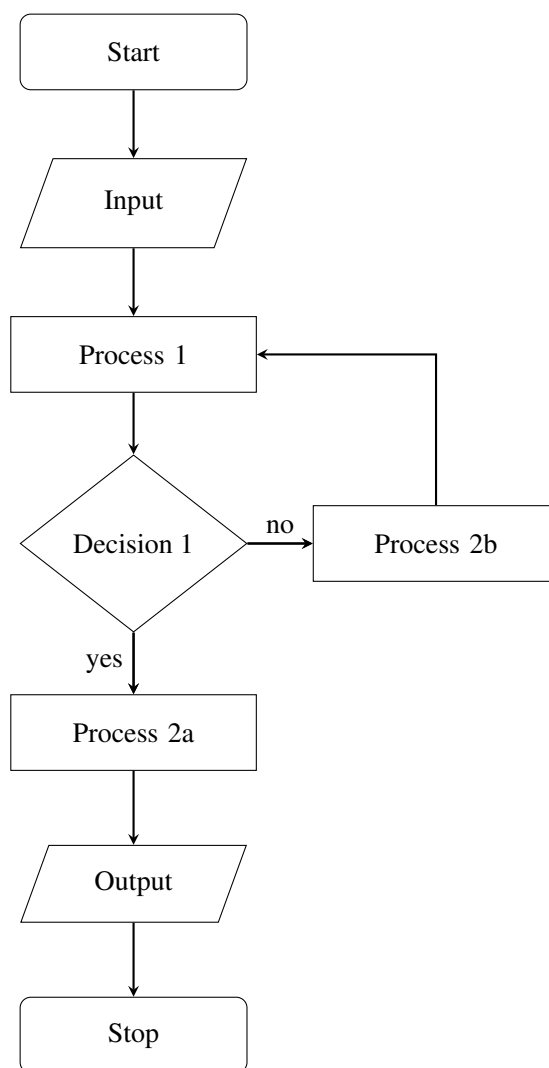 Start
Input
Process 1
Decision 1
no
Process 2b
yes
Process 2a
Output
Stop